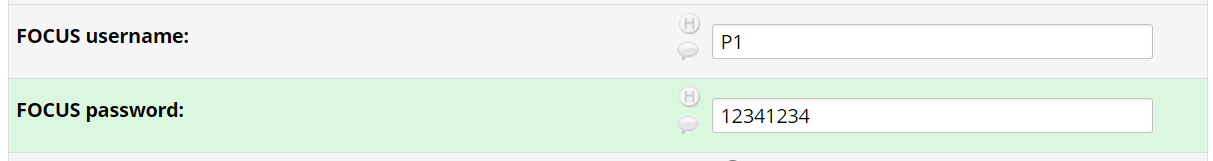 FOCUS username:
H
P1
FOCUS password:
H
12341234